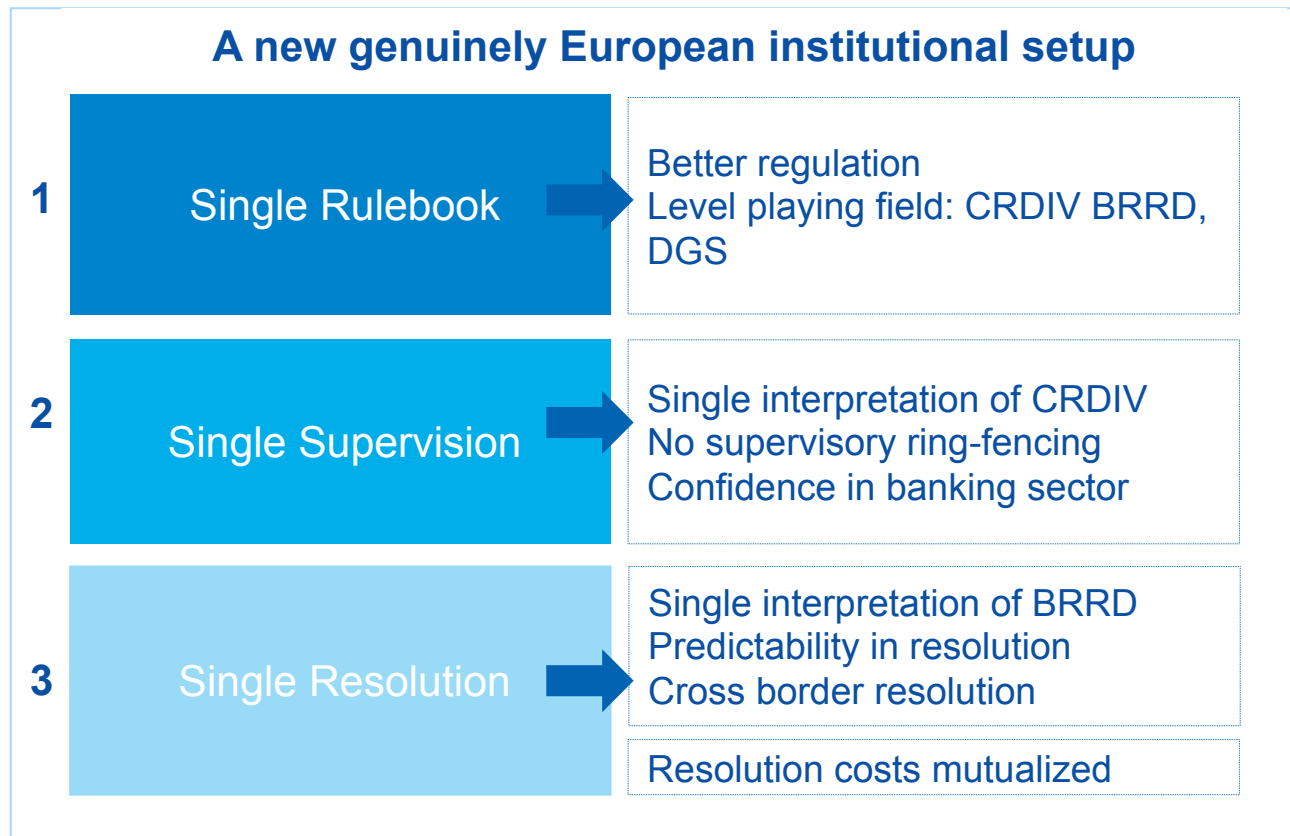 A new genuinely European institutional setup
1
Single Rulebook
Better regulation
Level playing field: CRDIV BRRD,
DGS
2
Single Supervision
Single interpretation of CRDIV
No supervisory ring-fencing
Confidence in banking sector
3
Single Resolution
Single interpretation of BRRD
Predictability in resolution
Cross border resolution
Resolution costs mutualized